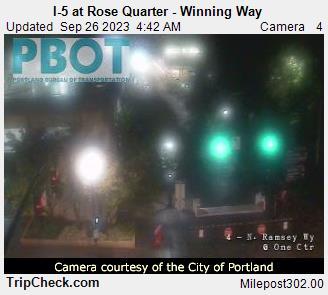 I-5 at Rose Quarter - Winning Way
Updated Sep 26 2023 4:42 AM Camera 4
PBOT
PORTLAND BUREAU OF TRANSPORTATION
4 - N. Ramsey Wy
@ One Ctr
Camera courtesy of the City of Portland
TripCheck.com Milepost302.00